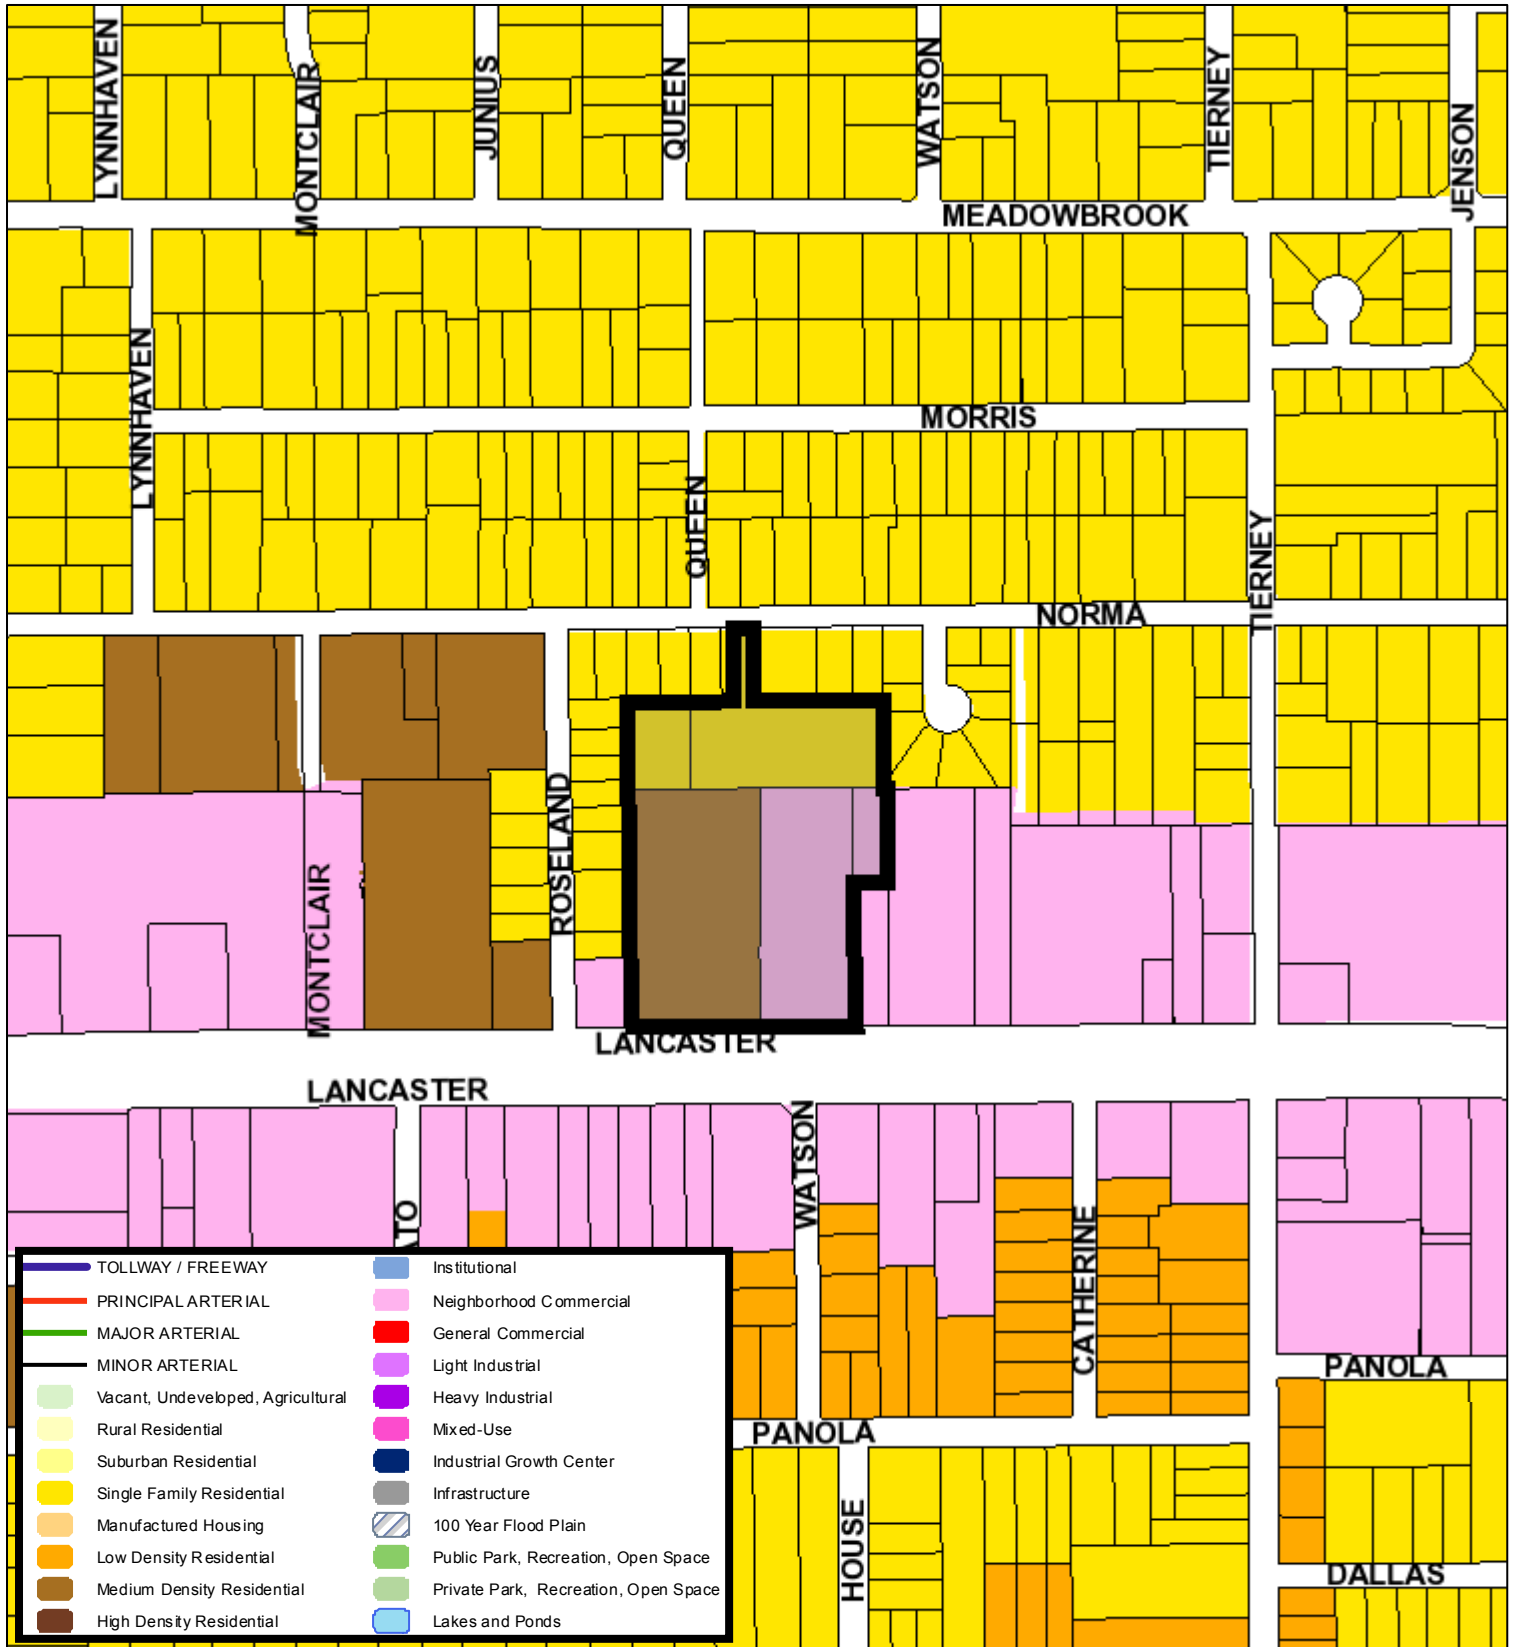 LYNNHAVEN
MONTCLAIR
JUNIUS
QUEEN
WATSON
TIERNEY
JENSON
MEADOWBROOK
LYNNHAVEN
MORRIS
QUEEN
TIERNEY
NORMA
ROSELAND
MONTCLAIR
LANCASTER
LANCASTER
WATSON
ATO
CATHERINE
PANOLA
PANOLA
HOUSE
DALLAS
TOLLWAY / FREEWAY
PRINCIPAL ARTERIAL
MAJOR ARTERIAL
MINOR ARTERIAL
Vacant, Undeveloped, Agricultural
Rural Residential
Suburban Residential
Single Family Residential
Manufactured Housing
Low Density Residential
Medium Density Residential
High Density Residential
Institutional
Neighborhood Commercial
General Commercial
Light Industrial
Heavy Industrial
Mixed-Use
Industrial Growth Center
Infrastructure
100 Year Flood Plain
Public Park, Recreation, Open Space
Private Park, Recreation, Open Space
Lakes and Ponds